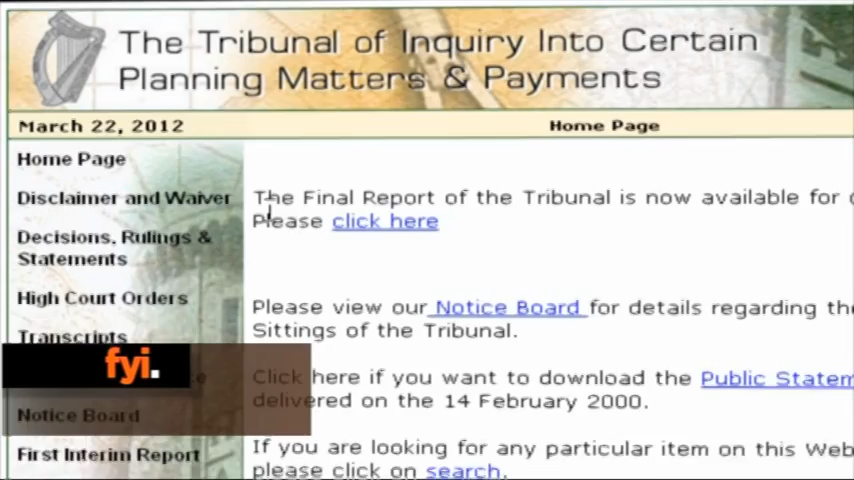 The Tribunal of Inquiry Into Certain
Planning Matters & Payments
March 22, 2012
Home Page
Home Page
Disclaimer and Waiver
Decisions, Rulings &
Statements
High Court Orders
Transcripts
fyi.
Notice Board
First Interim Report
The Final Report of the Tribunal is now available for
Please click here
Please view our Notice Board for details regarding the
Sittings of the Tribunal.
Click here if you want to download the Public Statem
delivered on the 14 February 2000.
If you are looking for any particular item on this Web
please click on search.